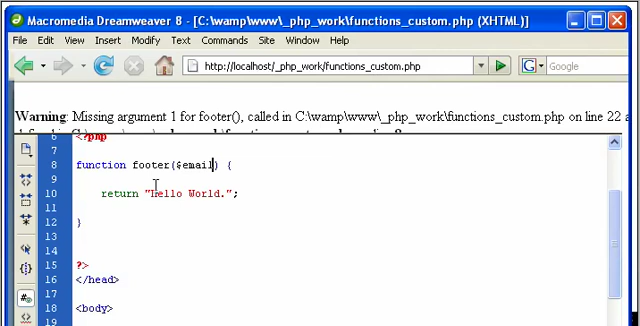 Macromedia Dreamweaver 8 - [C:\wamp\www\_php_work\functions_custom.php (XHTML)]
File Edit View Insert Modify Text Commands Site Window Help
http://localhost/_php_work/functions_custom.php
G Google
Warning: Missing argument 1 for footer(), called in C:\wamp\www\_php_work\functions_custom.php on line 22 a
6 <?php
7
8 function footer($email) {
9
10 return "Hello World.";
11
12 }
13
14
15 ?>
16 </head>
17
18 <body>
19